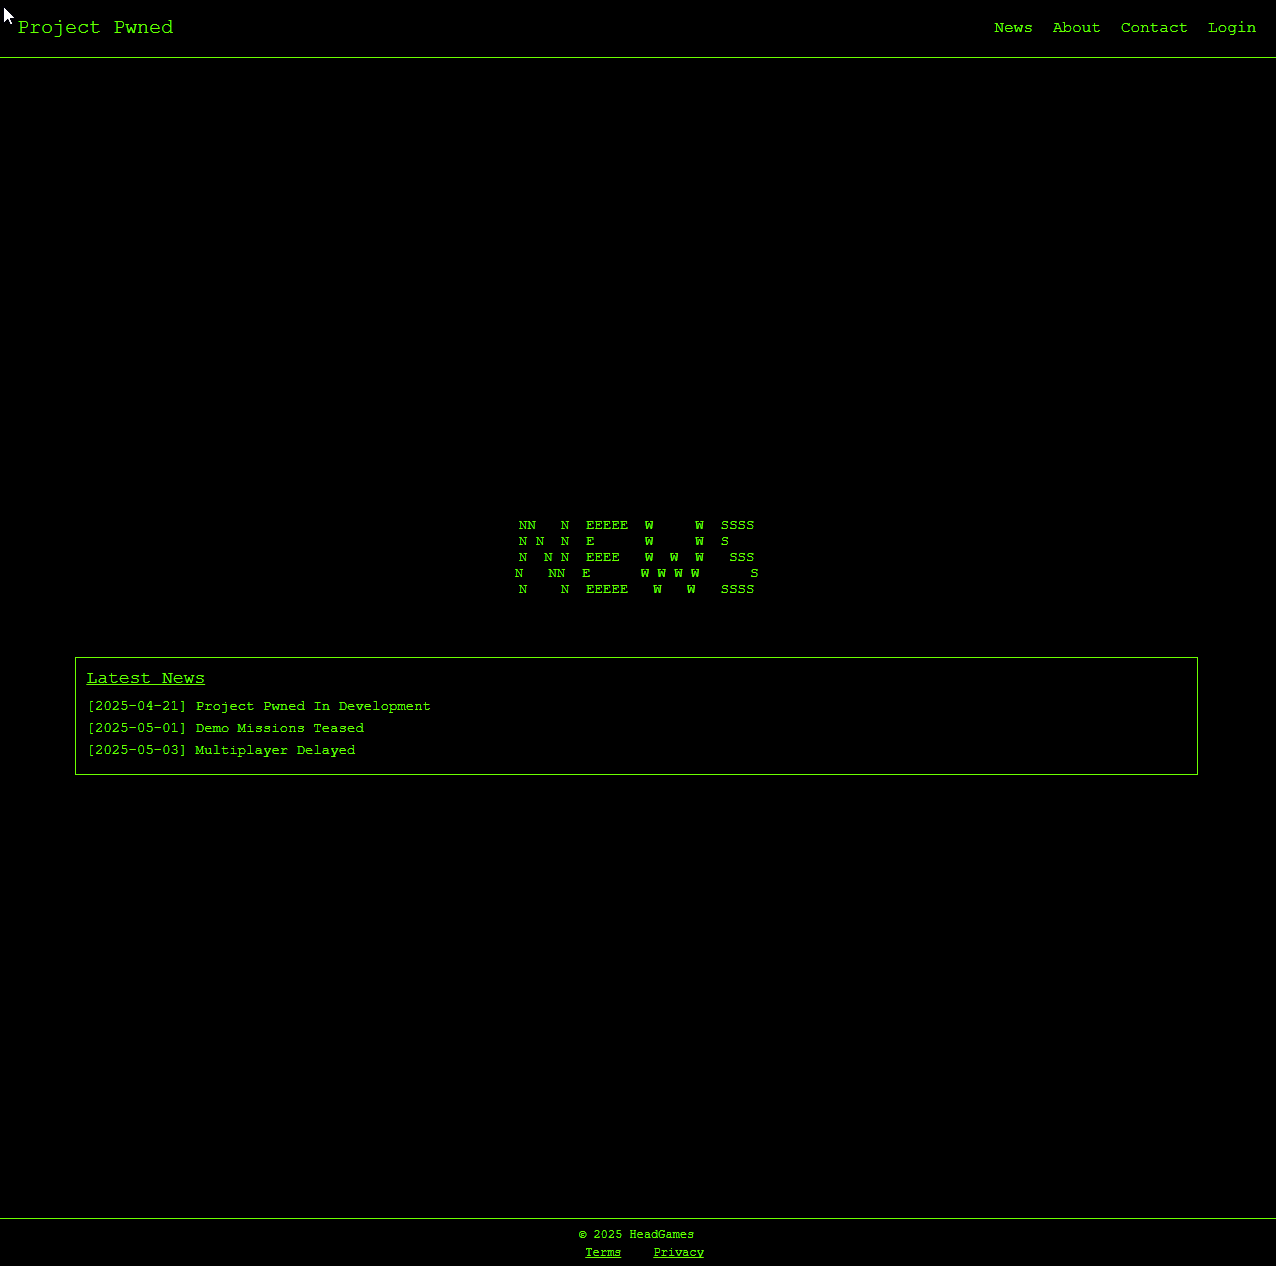 Project Pwned
News About Contact Login
NN   N  EEEEE  W     W  SSSS
N N  N  E      W     W  S
N  N N  EEEE   W  W  W   SSS
N   NN  E      W W W W      S
N    N  EEEEE   W   W   SSSS
Latest News
[2025-04-21] Project Pwned In Development
[2025-05-01] Demo Missions Teased
[2025-05-03] Multiplayer Delayed
© 2025 HeadGames
Terms Privacy